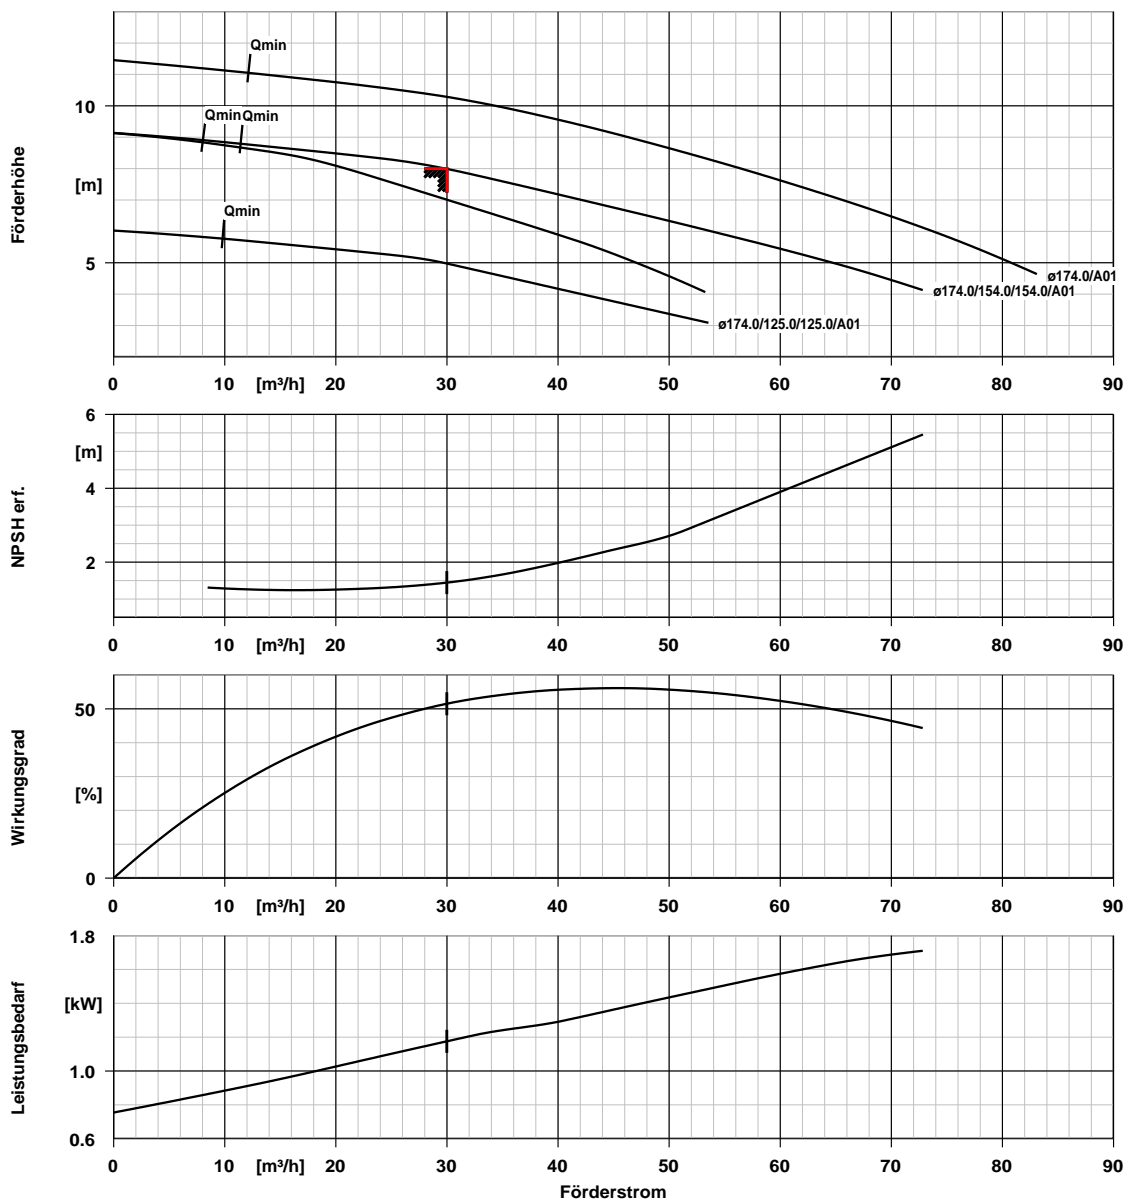 Qmin
10
Qmin Qmin
Förderhöhe
[m]
Qmin
5
ø174.0/A01
ø174.0/154.0/154.0/A01
ø174.0/125.0/125.0/A01
0 10 [m³/h] 20 30 40 50 60 70 80 90
6
[m]
4
NPSH erf.
2
0 10 [m³/h] 20 30 40 50 60 70 80 90
50
Wirkungsgrad
[%]
0
0 10 [m³/h] 20 30 40 50 60 70 80 90
1.8
[kW]
Leistungsbedarf
1.0
0.6
0 10 [m³/h] 20 30 40 50 60 70 80 90
Förderstrom